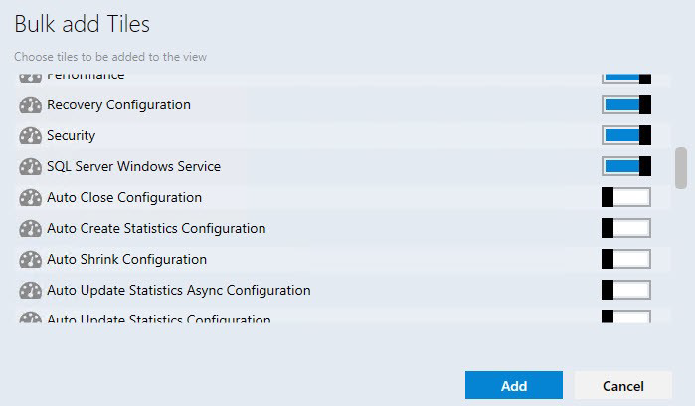 Bulk add Tiles
Choose tiles to be added to the view
Performance
Recovery Configuration
Security
SQL Server Windows Service
Auto Close Configuration
Auto Create Statistics Configuration
Auto Shrink Configuration
Auto Update Statistics Async Configuration
Auto Update Statistics Configuration
Add
Cancel